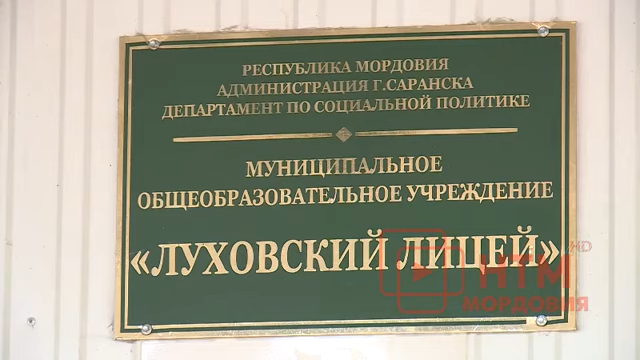 РЕСПУБЛИКА МОРДОВИЯ
АДМИНИСТРАЦИЯ Г.САРАНСКА
ДЕПАРТАМЕНТ ПО СОЦИАЛЬНОЙ ПОЛИТИКЕ
МУНИЦИПАЛЬНОЕ
ОБЩЕОБРАЗОВАТЕЛЬНОЕ УЧРЕЖДЕНИЕ
«ЛУХОВСКИЙ ЛИЦЕЙ»
HD
НТМ
МОРДОВИЯ